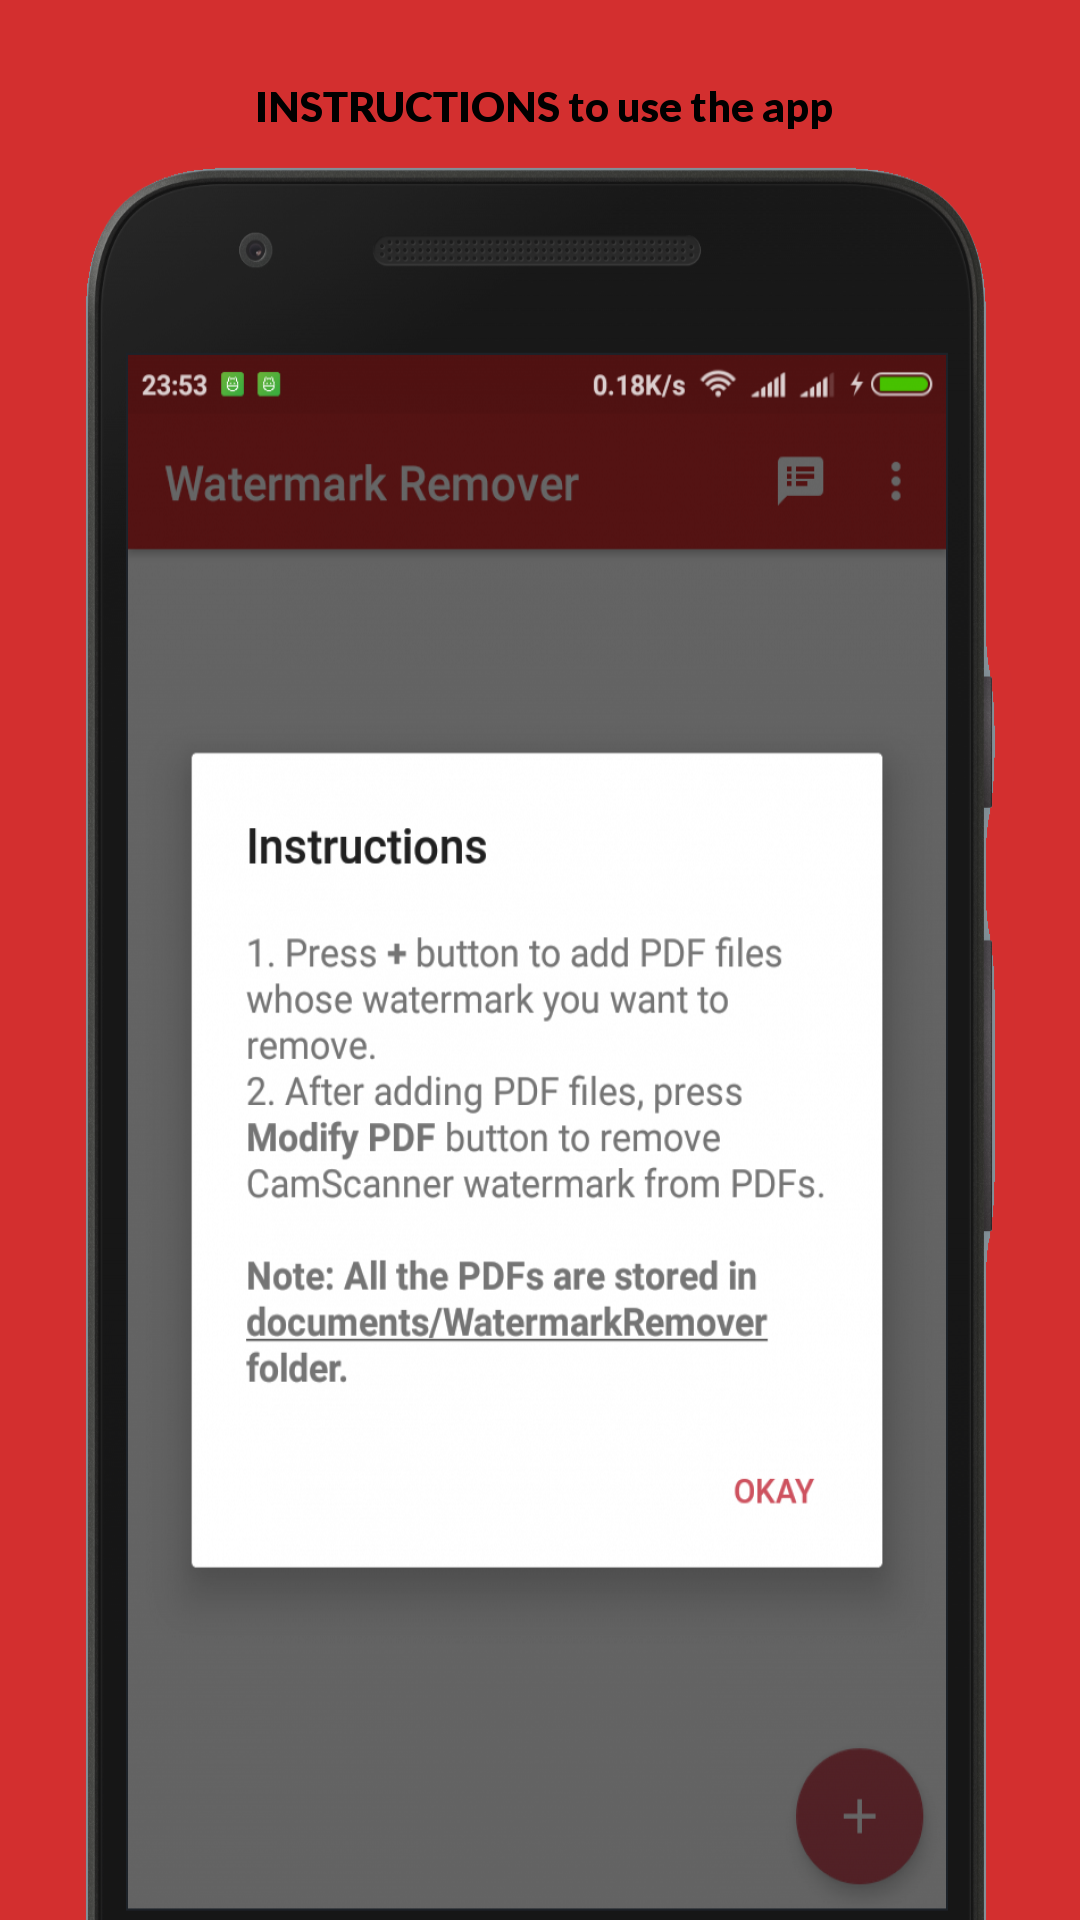 INSTRUCTIONS to use the app
23:53
0.18K/s
Watermark Remover
Instructions
1. Press + button to add PDF files
whose watermark you want to
remove.
2. After adding PDF files, press
Modify PDF button to remove
CamScanner watermark from PDFs.
Note: All the PDFs are stored in
documents/WatermarkRemover
folder.
OKAY
+